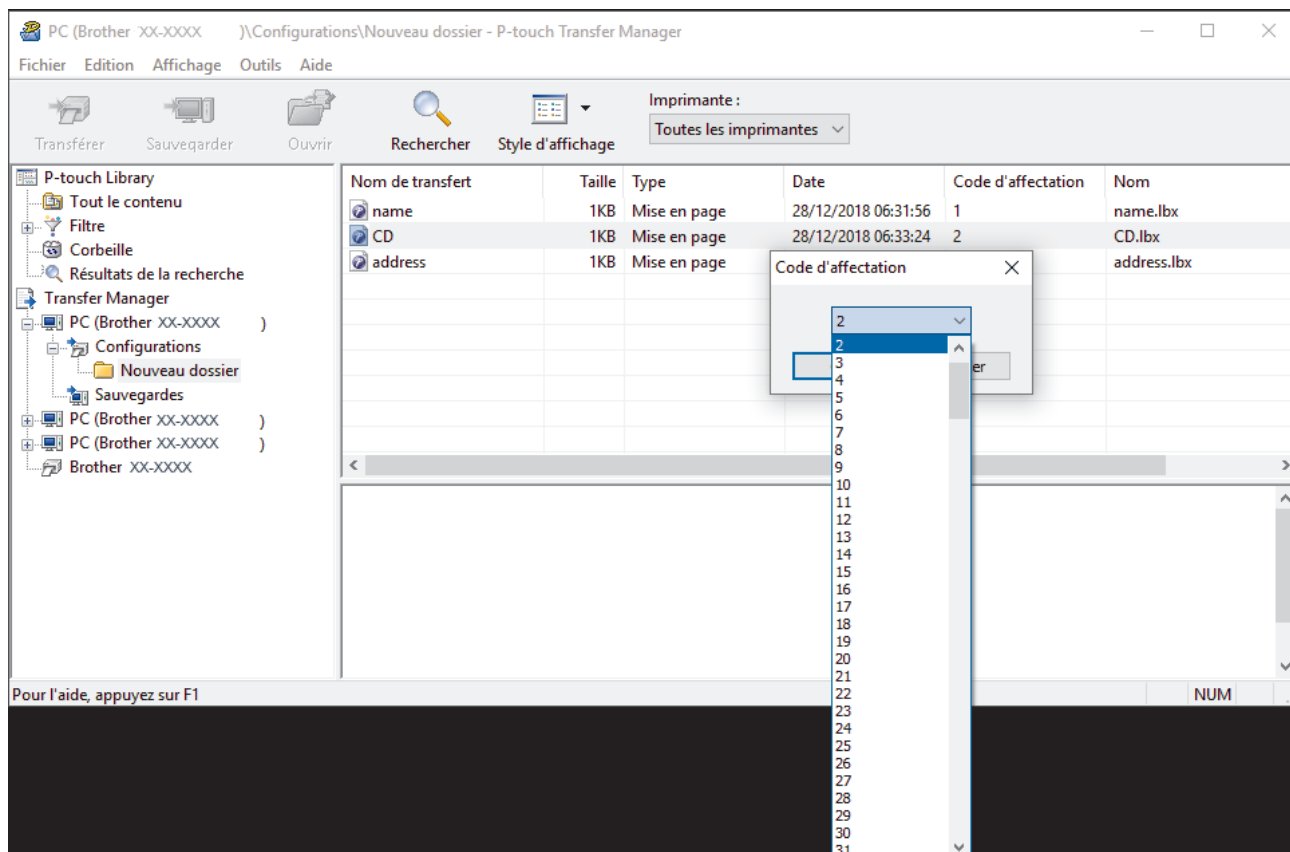 PC (Brother XX-XXXX )\Configurations\Nouveau dossier - P-touch Transfer Manager
Fichier Edition Affichage Outils Aide
Transférer Sauvegarder Ouvrir Rechercher Style d'affichage
Imprimante :
Toutes les imprimantes
P-touch Library
Tout le contenu
Filtre
Corbeille
Résultats de la recherche
Transfer Manager
PC (Brother XX-XXXX )
Configurations
Nouveau dossier
Sauvegardes
PC (Brother XX-XXXX )
PC (Brother XX-XXXX )
Brother XX-XXXX
Nom de transfert Taille Type Date Code d'affectation Nom
name 1KB Mise en page 28/12/2018 06:31:56 1 name.lbx
CD 1KB Mise en page 28/12/2018 06:33:24 2 CD.lbx
address 1KB Mise en page address.lbx
Code d'affectation
2
2
3
4
5
6
7
8
9
10
11
12
13
14
15
16
17
18
19
20
21
22
23
24
25
26
27
28
29
30
31
Pour l'aide, appuyez sur F1
NUM